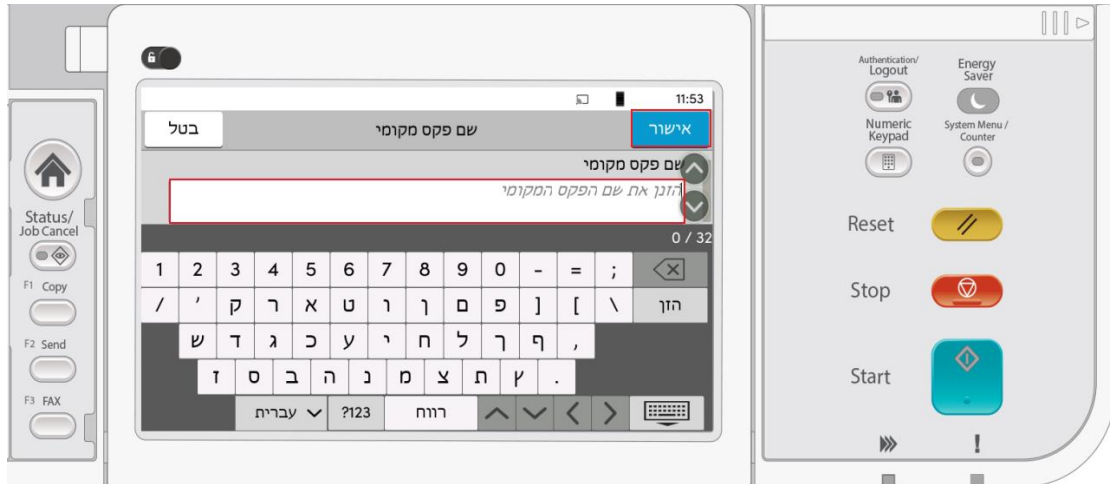 Status/
Job Cancel
F1 Copy
F2 Send
F3 FAX
11:53
אישור
שם פקס מקומי
בטל
שם פקס מקומי
הזנן את שם הפקס המקומי
0 / 32
1 2 3 4 5 6 7 8 9 0 - = ;
/ ' ק ר א ט ו ן ם פ ] [ \ הזן
ש ד ג כ ע י ח ל ך ף ,
ז ס ב ה נ מ צ ת ץ .
עברית ?123 רווח
Authentication/
Logout
Energy
Saver
Numeric
Keypad
System Menu /
Counter
Reset
Stop
Start
!